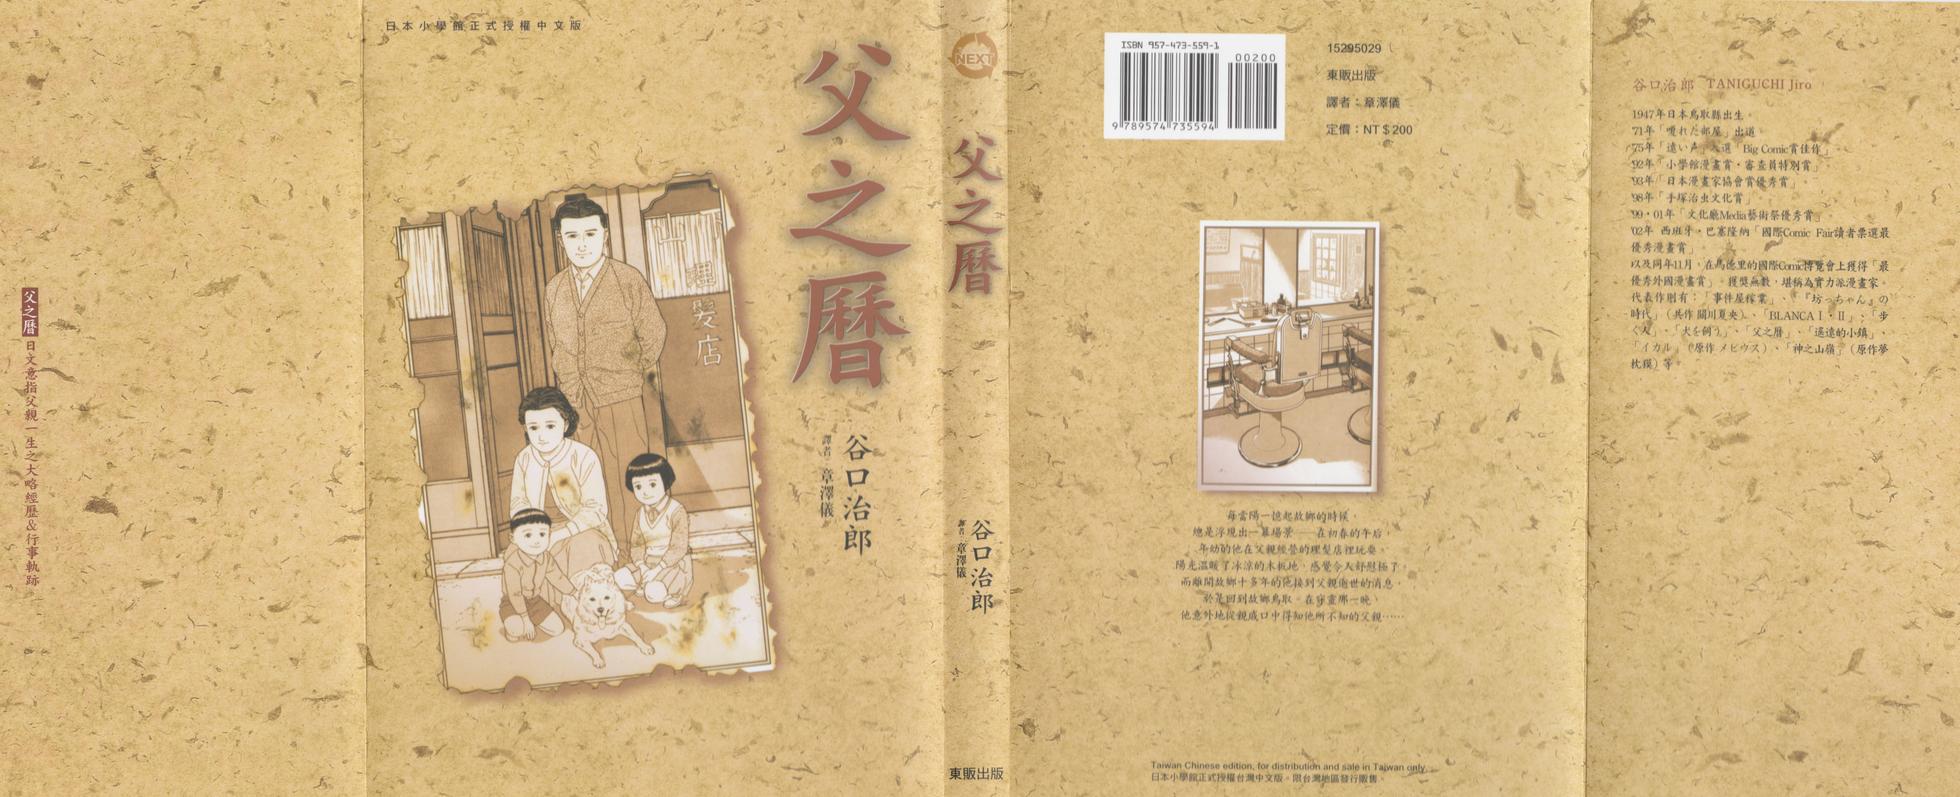 父之曆日文意指父親一生之大略經歷&行事軌跡
日本小學館正式授權中文版
父之曆
谷口治郎
譯者：章澤儀
理髮店
NEXT
父之曆
谷口治郎
譯者：章澤儀
東販出版
ISBN 957-473-559-1
00200
9 789574 735594
15295029
東販出版
譯者：章澤儀
定價：NT＄200
每當陽一憶起故鄉的時候，
總是浮現出一幕場景──在初春的午后，
年幼的他在父親經營的理髮店裡玩耍，
陽光溫暖了冰涼的木板地，感覺令人舒慰極了。
而離開故鄉十多年的他接到父親逝世的消息，
於是回到故鄉鳥取。在守靈那一晚，
他意外地從親戚口中得知他所不知的父親……
Taiwan Chinese edition, for distribution and sale in Taiwan only.
日本小學館正式授權台灣中文版。限台灣地區發行販售。
谷口治郎 TANIGUCHI Jiro
1947年日本鳥取縣出生。
'71年「嗄れた部屋」出道。
'75年「遠い声」入選「Big Comic賞佳作」
'92年「小學館漫畫賞・審查員特別賞」
'93年「日本漫畫家協會賞優秀賞」
'98年「手塚治虫文化賞」
'99・01年「文化廳Media藝術祭優秀賞」
'02年 西班牙・巴塞隆納「國際Comic Fair讀者票選最
優秀漫畫賞」
以及同年11月，在馬德里的國際Comic博覽會上獲得「最
優秀外國漫畫賞」。獲獎無數，堪稱為實力派漫畫家。
代表作則有：「事件屋稼業」、「『坊っちゃん』の
時代」（共作 關川夏央）、「BLANCA I・II」、「歩
く人」、「犬を飼う」、「父之曆」、「遙遠的小鎮」、
「イカル」（原作 メビウス）、「神之山嶺」（原作夢
枕獏）等。